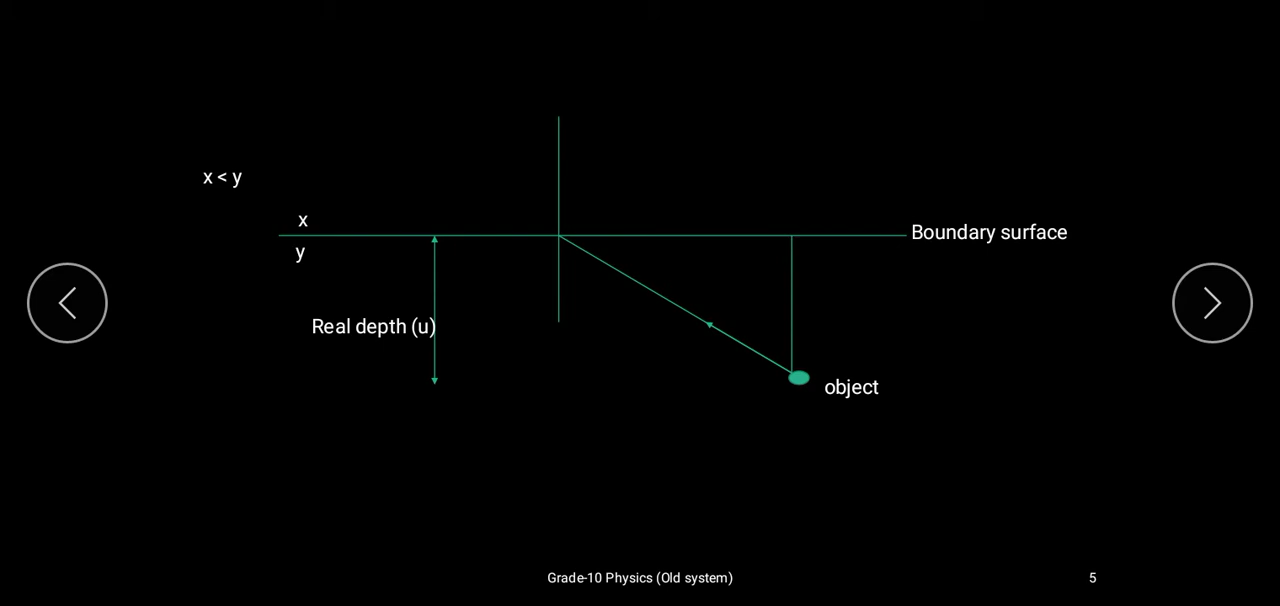 x < y
x
Boundary surface
y
Real depth (u)
object
Grade-10 Physics (Old system)
5